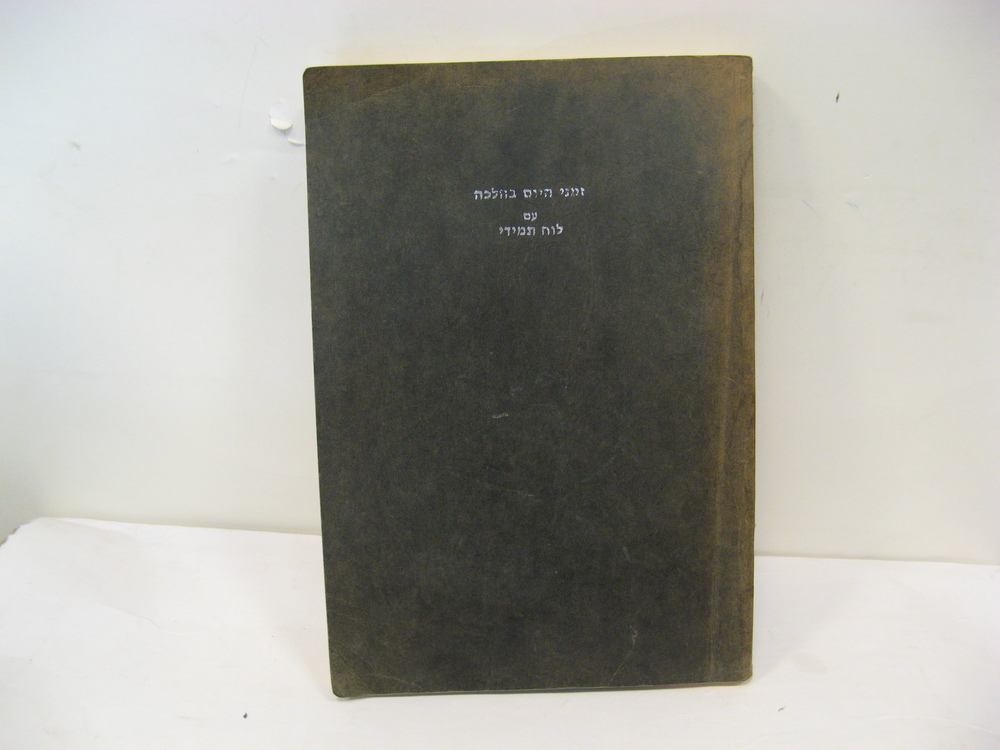 זמני היום בהלכה
עם
לוח תמידי